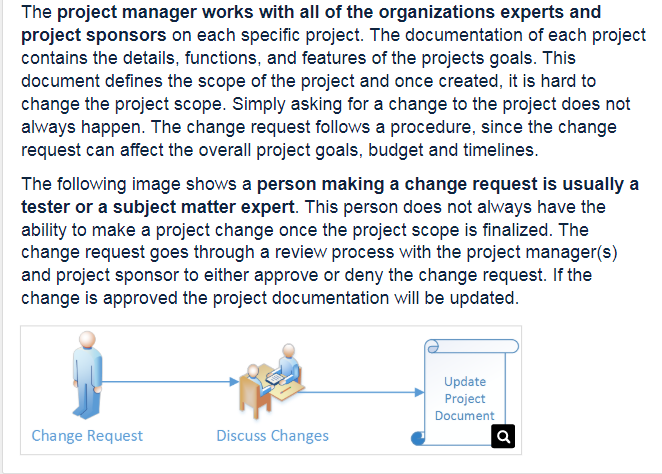 The project manager works with all of the organizations experts and
project sponsors on each specific project. The documentation of each project
contains the details, functions, and features of the projects goals. This
document defines the scope of the project and once created, it is hard to
change the project scope. Simply asking for a change to the project does not
always happen. The change request follows a procedure, since the change
request can affect the overall project goals, budget and timelines.
The following image shows a person making a change request is usually a
tester or a subject matter expert. This person does not always have the
ability to make a project change once the project scope is finalized. The
change request goes through a review process with the project manager(s)
and project sponsor to either approve or deny the change request. If the
change is approved the project documentation will be updated.
Change Request
Discuss Changes
Update
Project
Document